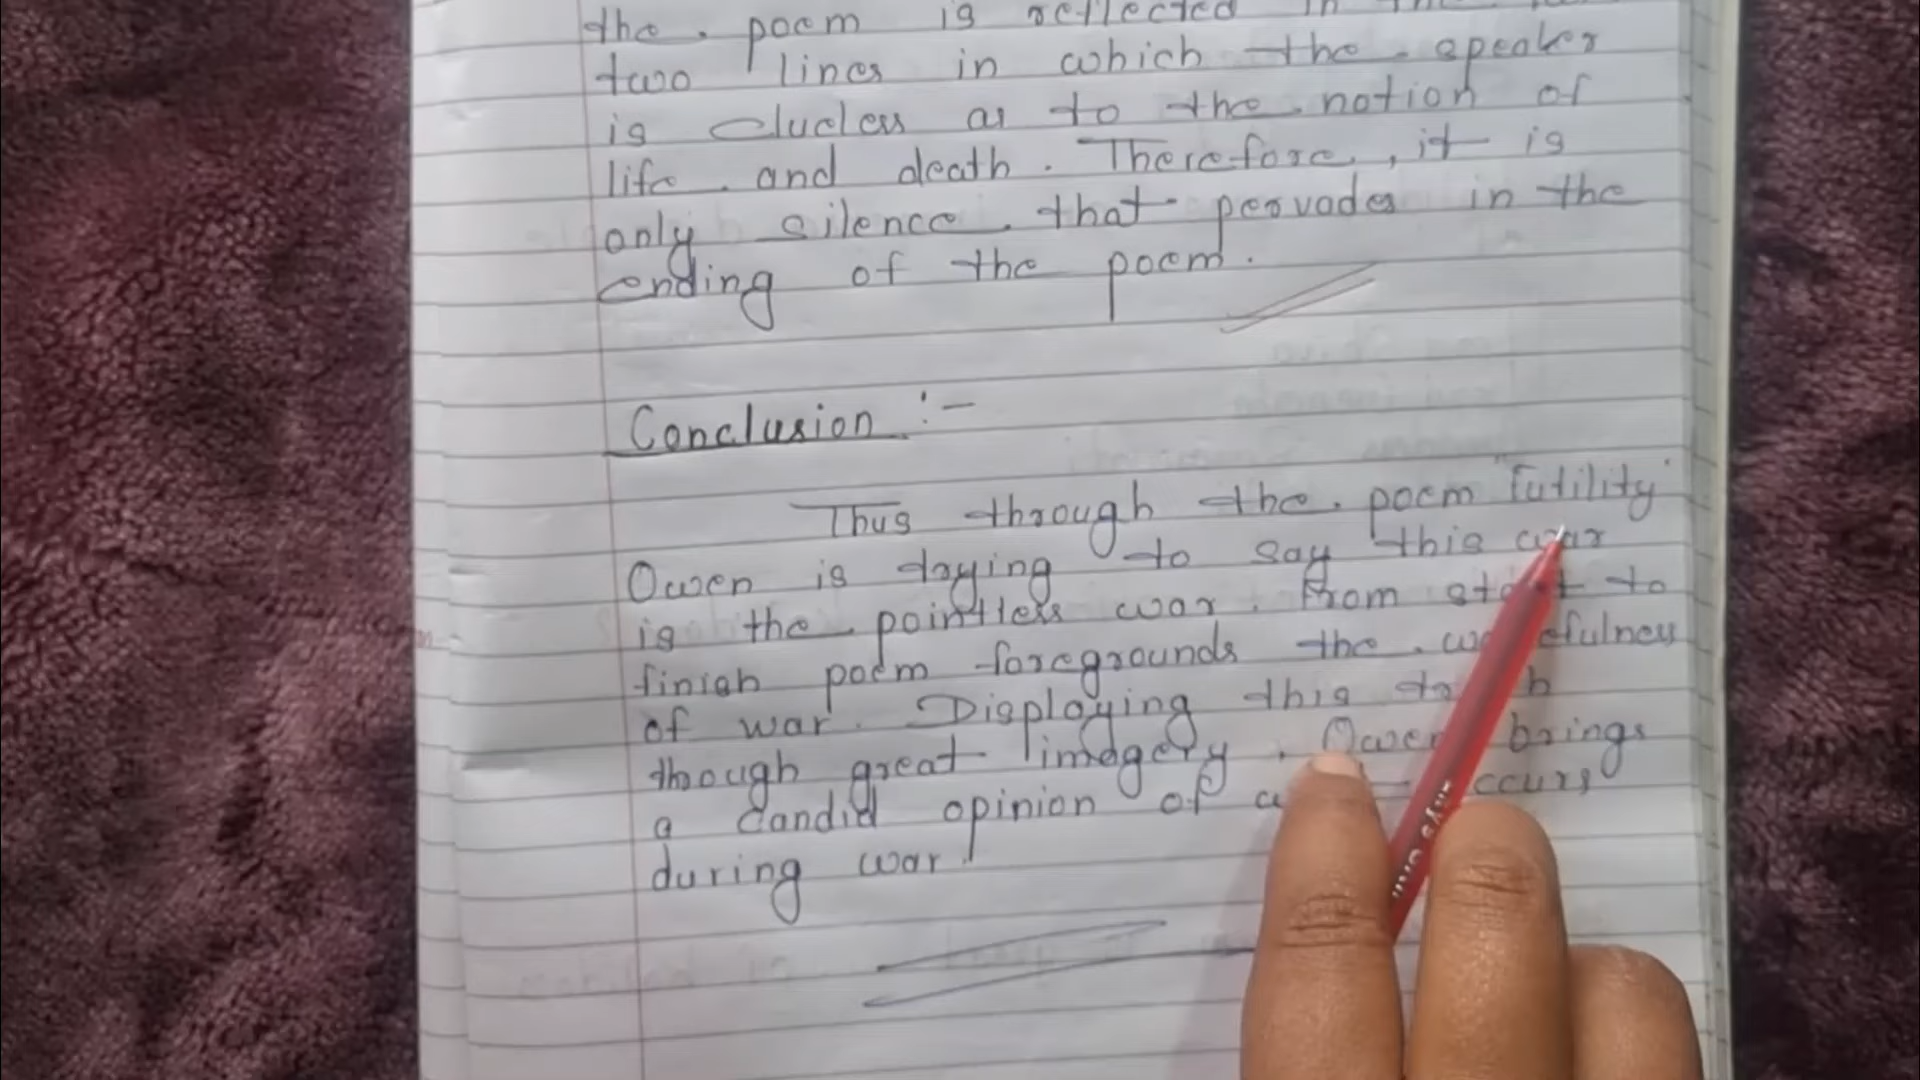 the poem is reflected in the
two lines in which the speaker
is clueless as to the notion of
life and death. Therefore, it is
only silence that pervades in the
ending of the poem.
Conclusion :-
Thus through the poem "Futility"
Owen is trying to say this war
is the pointless war. From start to
finish poem foregrounds the
of war. Displaying this
though great imagery. Owen brings
a candid opinion of
during war.